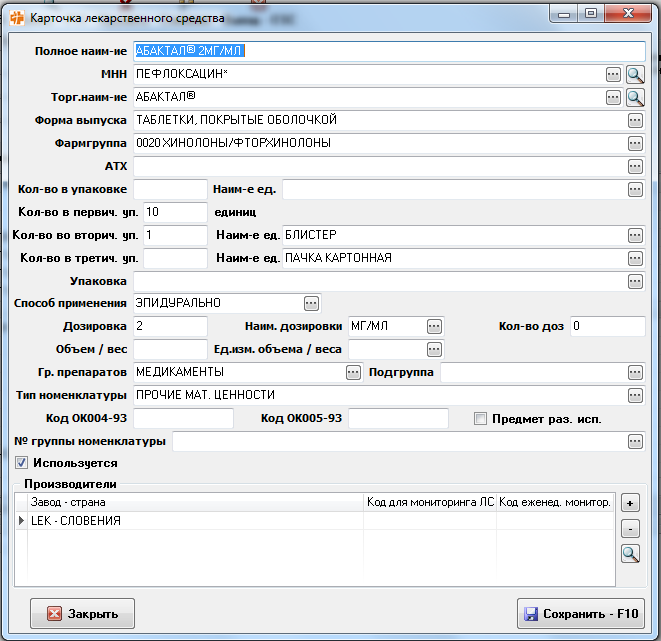 Карточка лекарственного средства
Полное наим-ие АБАКТАЛ® 2МГ/МЛ
МНН ПЕФЛОКСАЦИН*
Торг.наим-ие АБАКТАЛ®
Форма выпуска ТАБЛЕТКИ, ПОКРЫТЫЕ ОБОЛОЧКОЙ
Фармгруппа 0020 ХИНОЛОНЫ/ФТОРХИНОЛОНЫ
АТХ
Кол-во в упаковке Наим-е ед.
Кол-во в первич. уп. 10 единиц
Кол-во во вторич. уп. 1 Наим-е ед. БЛИСТЕР
Кол-во в третич. уп. Наим-е ед. ПАЧКА КАРТОННАЯ
Упаковка
Способ применения ЭПИДУРАЛЬНО
Дозировка 2 Наим. дозировки МГ/МЛ Кол-во доз 0
Объем / вес Ед.изм. объема / веса
Гр. препаратов МЕДИКАМЕНТЫ Подгруппа
Тип номенклатуры ПРОЧИЕ МАТ. ЦЕННОСТИ
Код ОК004-93 Код ОК005-93 Предмет раз. исп.
№ группы номенклатуры
Используется
Производители
Завод - страна Код для мониторинга ЛС Код еженед. монитор.
LEK - СЛОВЕНИЯ
Закрыть Сохранить - F10